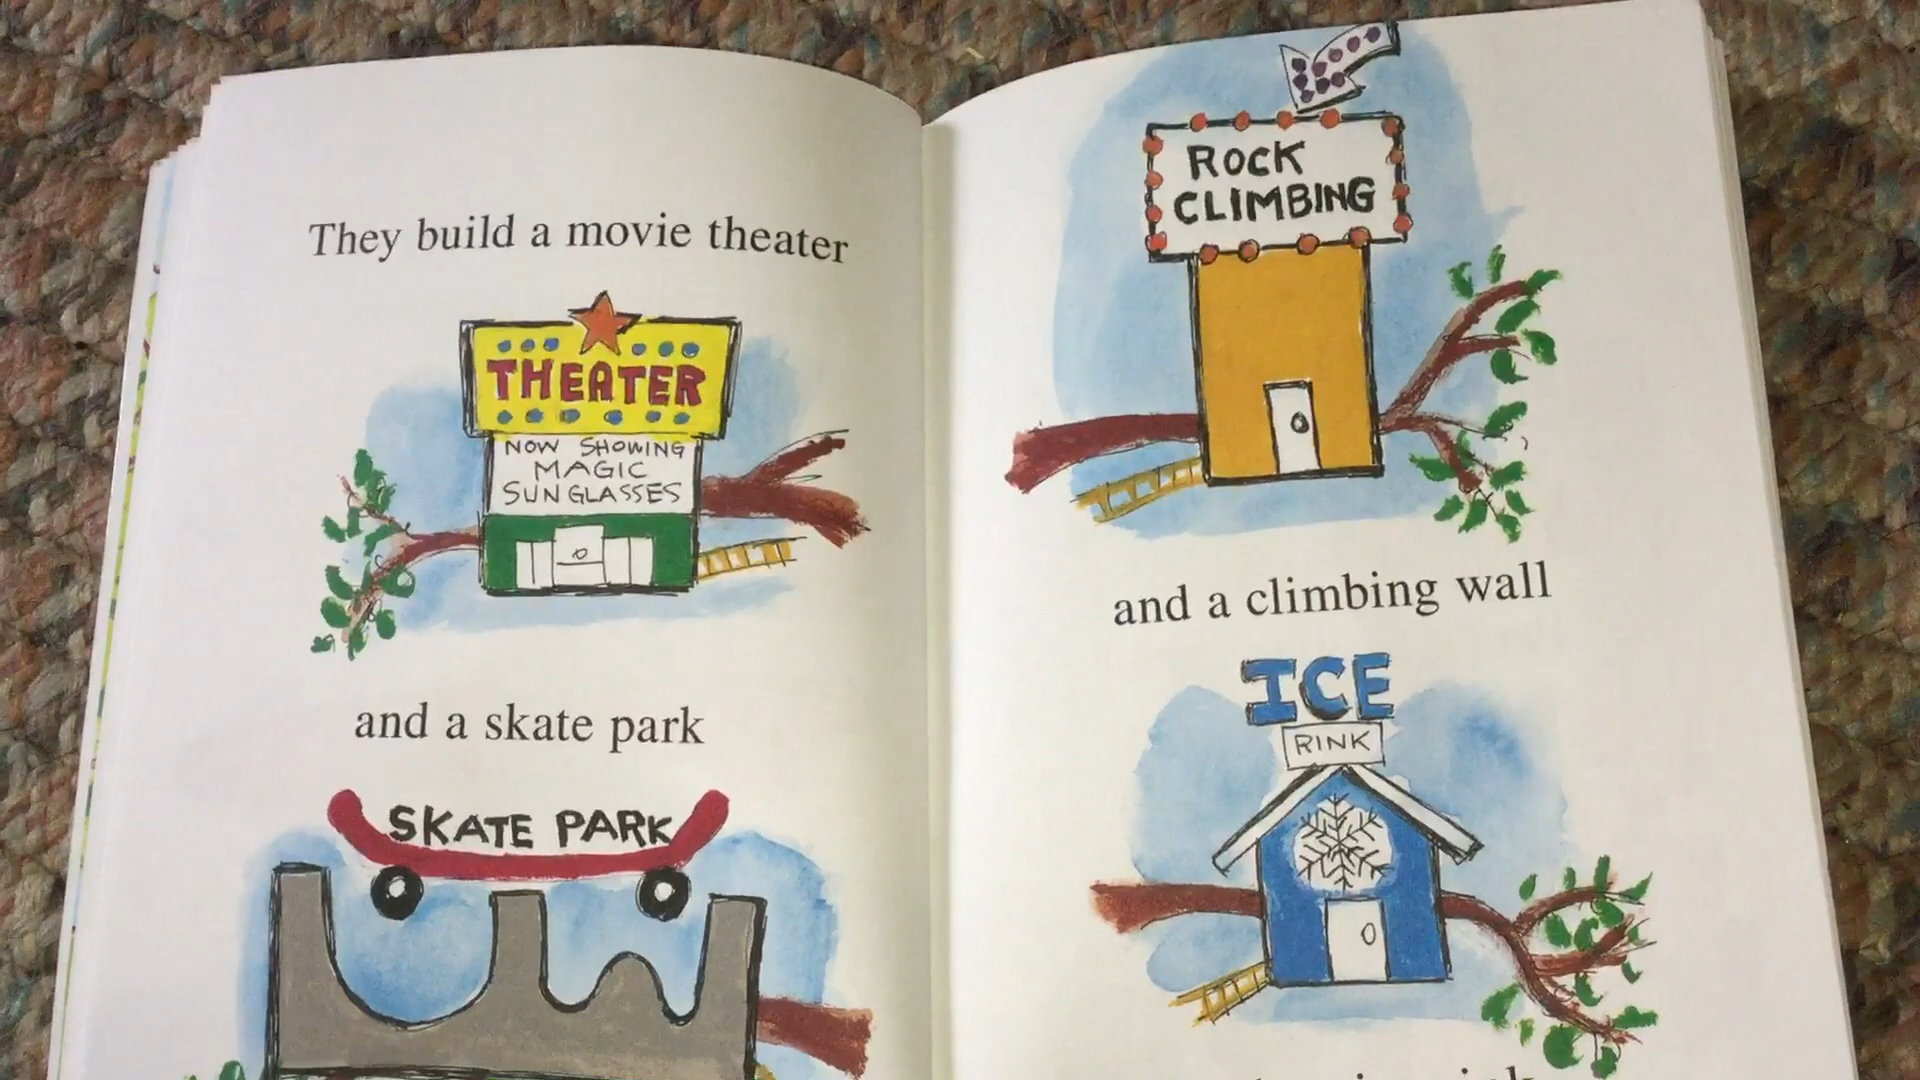 They build a movie theater
THEATER
NOW SHOWING
MAGIC
SUNGLASSES
and a skate park
SKATE PARK
ROCK
CLIMBING
and a climbing wall
ICE
RINK